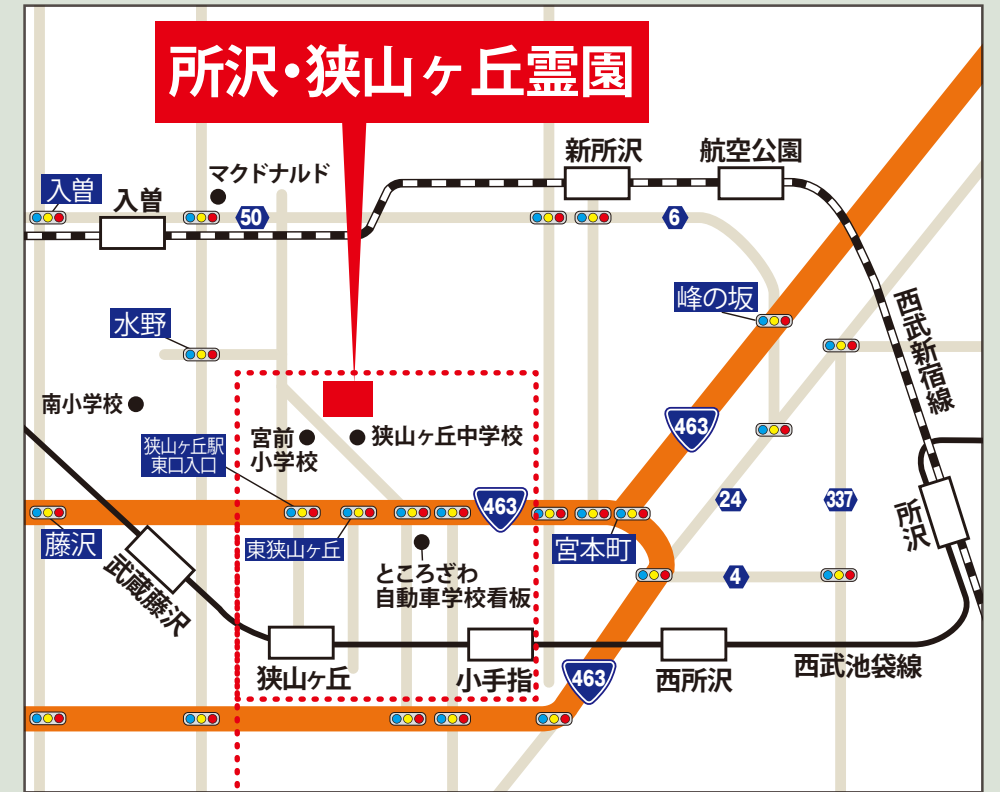 所沢・狭山ヶ丘霊園
新所沢
航空公園
マクドナルド
入曽
入曽
50
6
峰の坂
西武新宿線
水野
南小学校
宮前
小学校
狭山ヶ丘中学校
463
狭山ヶ丘駅
東口入口
24
337
463
所沢
藤沢
東狭山ヶ丘
宮本町
武蔵藤沢
ところざわ
自動車学校看板
4
狭山ヶ丘
小手指
463
西所沢
西武池袋線